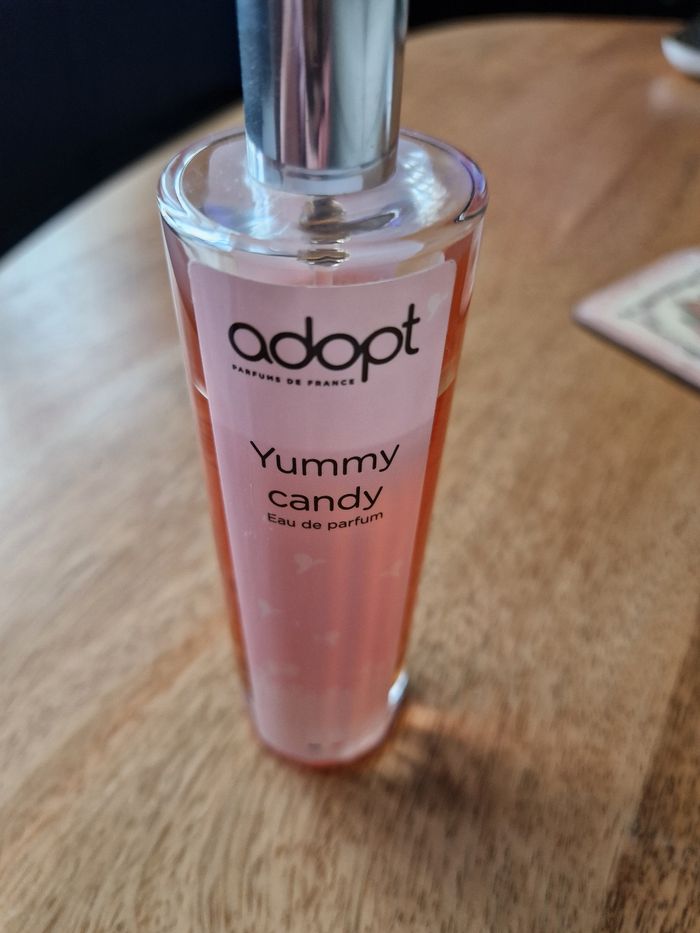 adopt
PARFUMS DE FRANCE
Yummy
candy
Eau de parfum